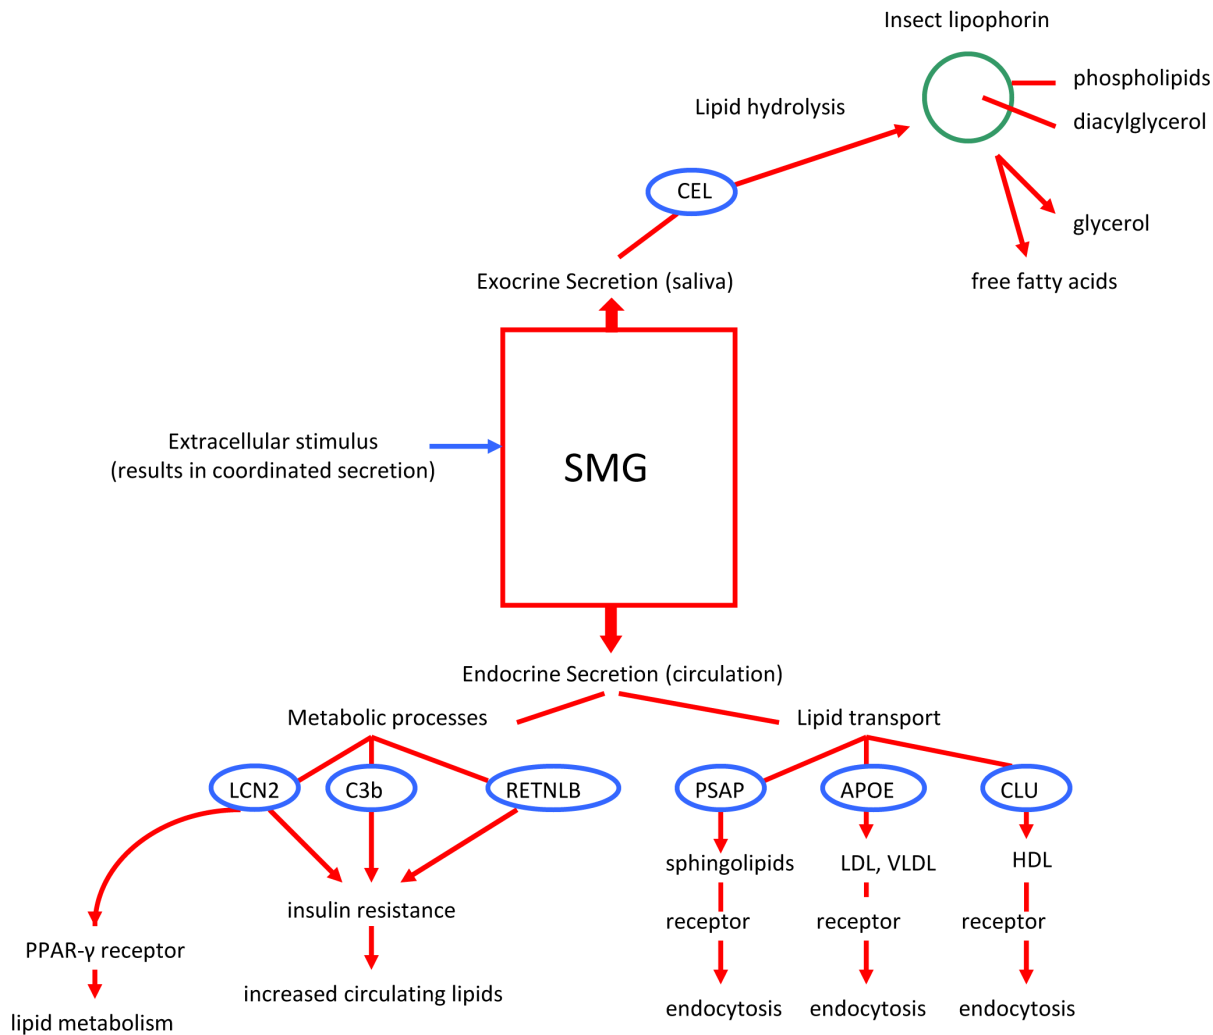 Insect lipophorin
phospholipids
Lipid hydrolysis
diacylglycerol
CEL
glycerol
Exocrine Secretion (saliva)
free fatty acids
Extracellular stimulus
(results in coordinated secretion)
SMG
Endocrine Secretion (circulation)
Metabolic processes
Lipid transport
LCN2
C3b
RETNLB
PSAP
APOE
CLU
sphingolipids
LDL, VLDL
HDL
insulin resistance
receptor
receptor
receptor
PPAR-γ receptor
increased circulating lipids
endocytosis
endocytosis
endocytosis
lipid metabolism